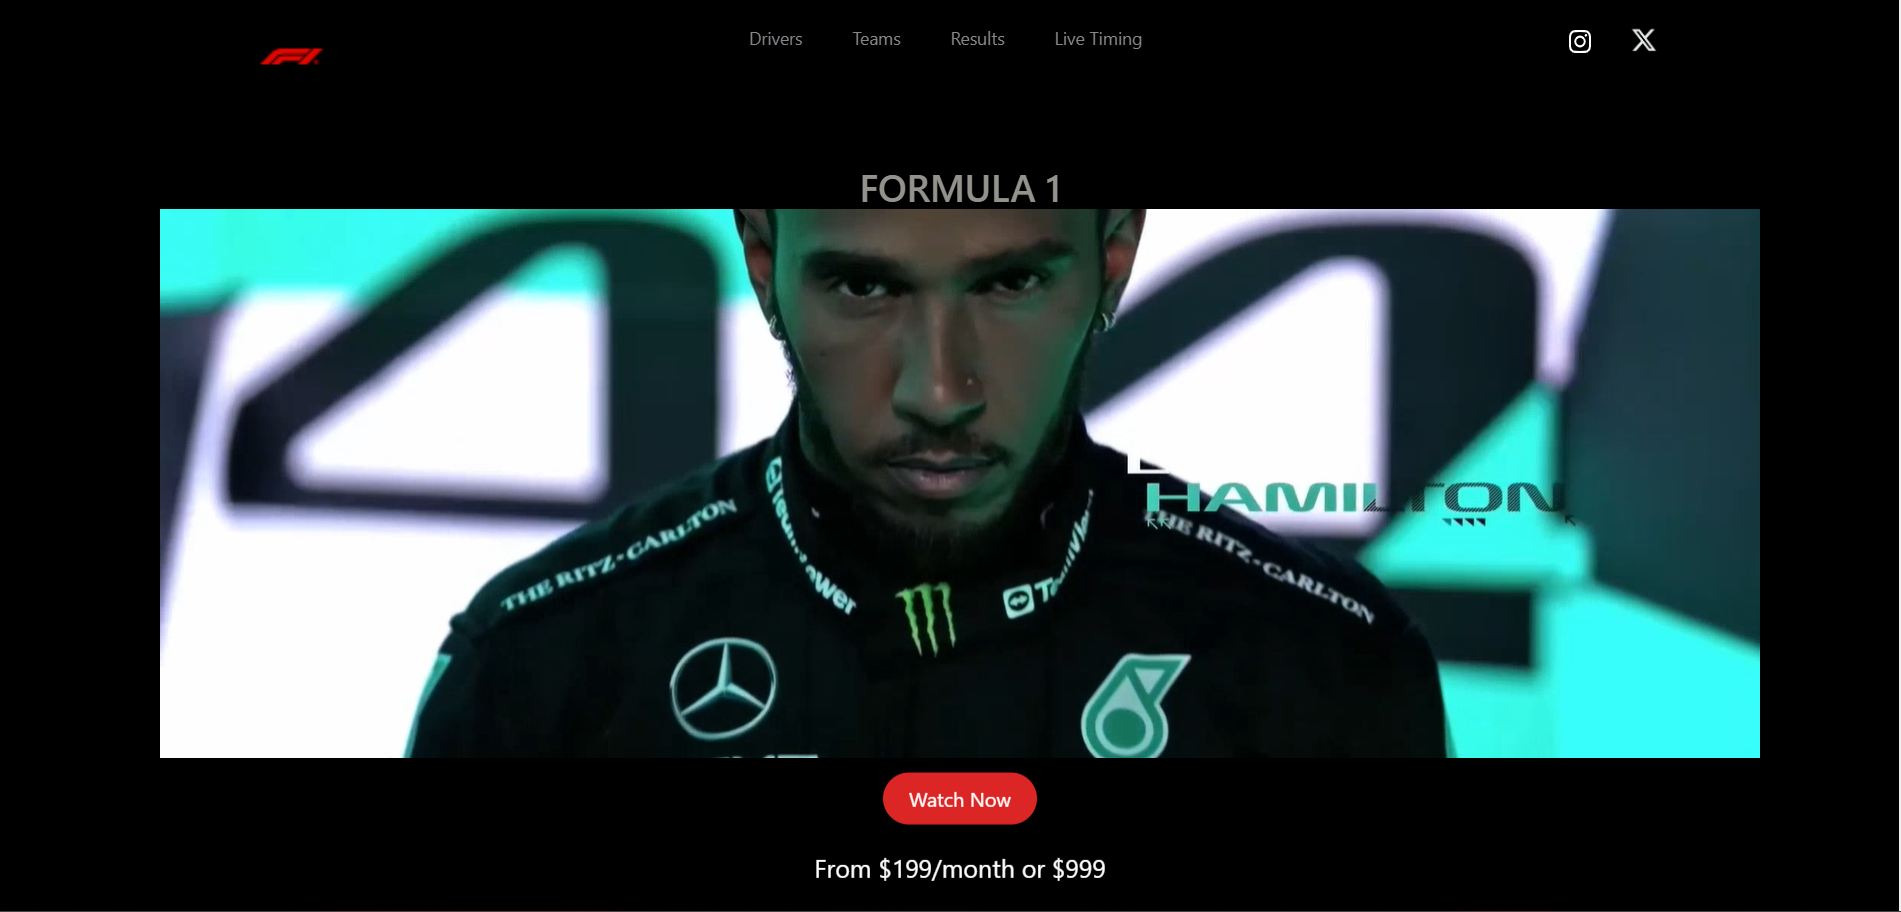 F1
Drivers
Teams
Results
Live Timing
FORMULA 1
44
HAMILTON
THE RITZ-CARLTON
THE RITZ-CARLTON
Watch Now
From $199/month or $999